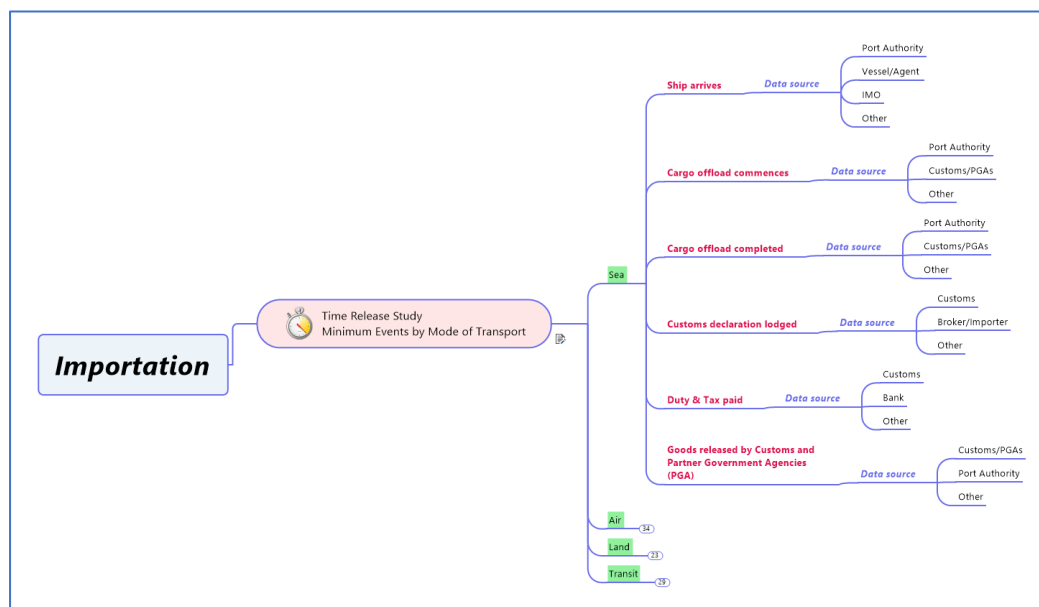 Importation
Time Release Study
Minimum Events by Mode of Transport
Sea
Ship arrives
Data source
Port Authority
Vessel/Agent
IMO
Other
Cargo offload commences
Data source
Port Authority
Customs/PGAs
Other
Cargo offload completed
Data source
Port Authority
Customs/PGAs
Other
Customs declaration lodged
Data source
Customs
Broker/Importer
Other
Duty & Tax paid
Data source
Customs
Bank
Other
Goods released by Customs and
Partner Government Agencies
(PGA)
Data source
Customs/PGAs
Port Authority
Other
Air
34
Land
23
Transit
29